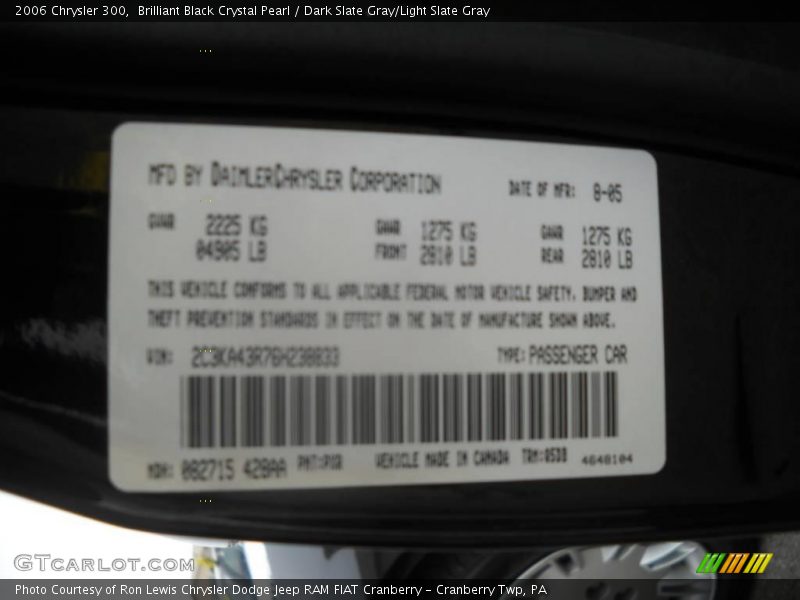 2006 Chrysler 300,  Brilliant Black Crystal Pearl / Dark Slate Gray/Light Slate Gray
MFD BY DAIMLERCHRYSLER CORPORATION DATE OF MFR: 8-05
GVWR 2225 KG GAWR 1275 KG GAWR 1275 KG
04905 LB FRONT 2810 LB REAR 2810 LB
THIS VEHICLE CONFORMS TO ALL APPLICABLE FEDERAL MOTOR VEHICLE SAFETY, BUMPER AND
THEFT PREVENTION STANDARDS IN EFFECT ON THE DATE OF MANUFACTURE SHOWN ABOVE.
VIN: TYPE: PASSENGER CAR
MDH: 082715 428AA PNT:PXR VEHICLE MADE IN CANADA TRM: 4648104
GTCarlot.com
Photo Courtesy of Ron Lewis Chrysler Dodge Jeep RAM FIAT Cranberry - Cranberry Twp, PA